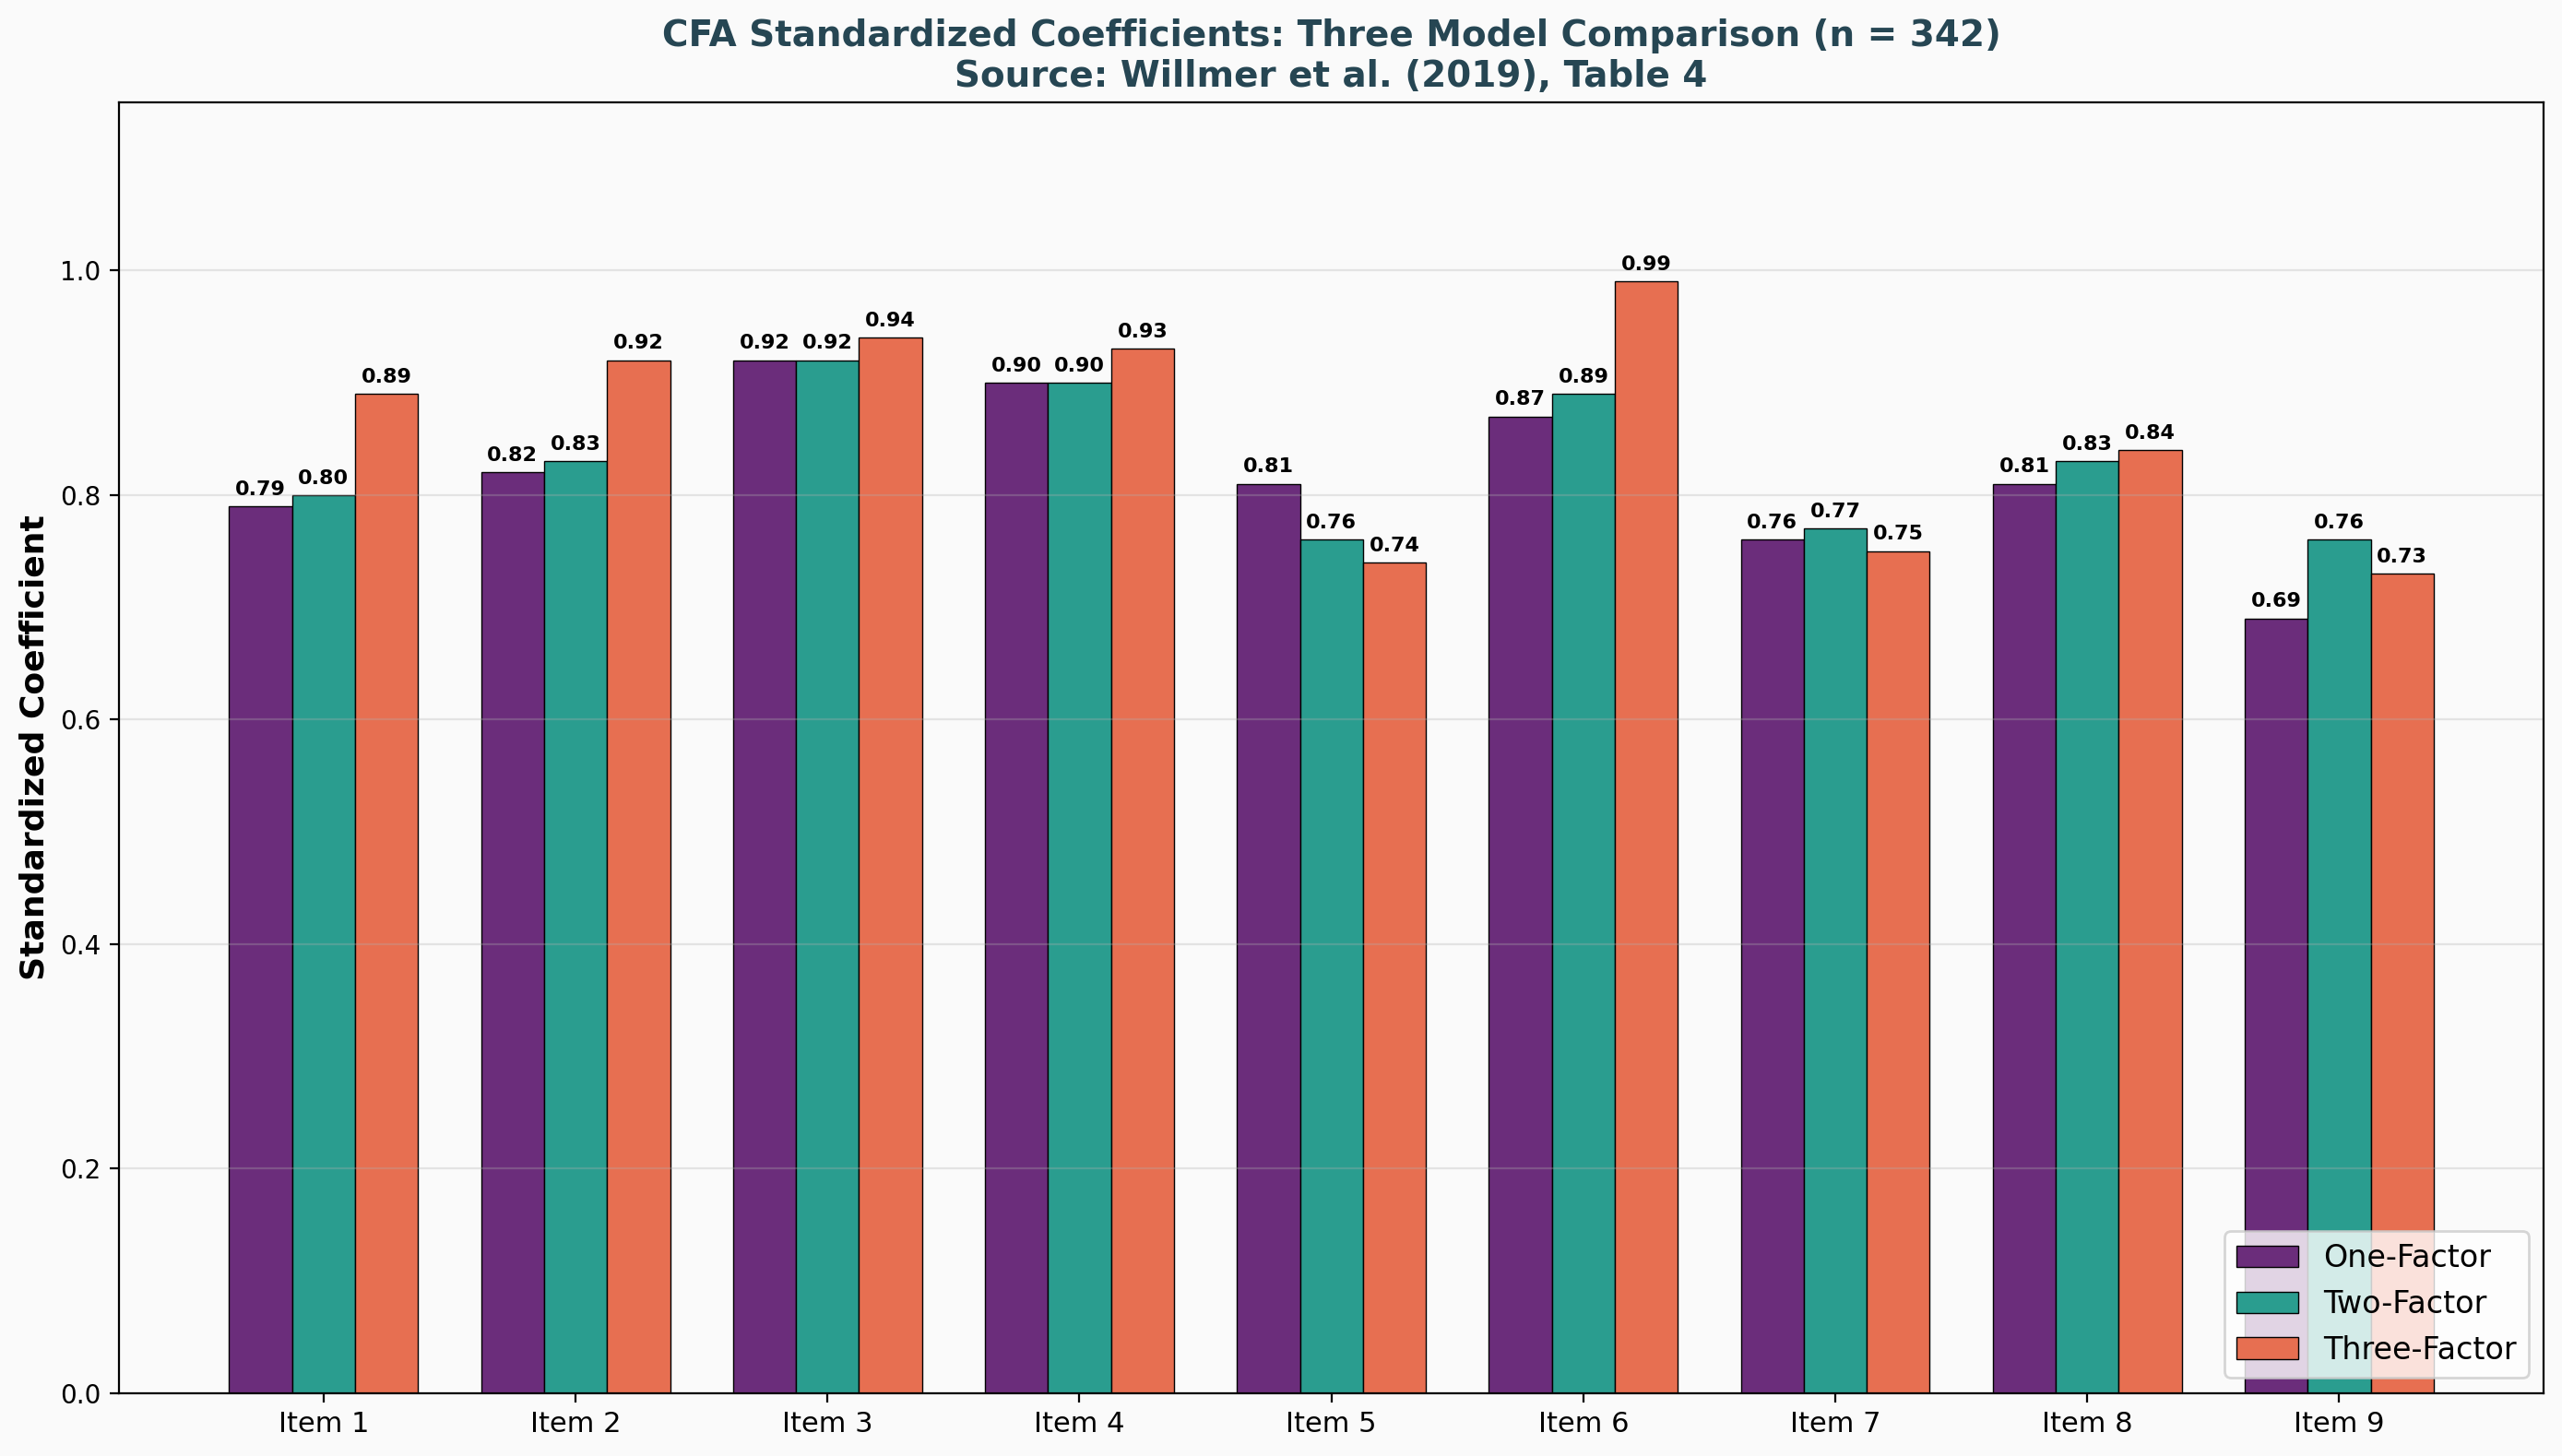 CFA Standardized Coefficients: Three Model Comparison (n = 342)
Source: Willmer et al. (2019), Table 4
Standardized Coefficient
1.0
0.8
0.6
0.4
0.2
0.0
0.79 0.80 0.89
0.82 0.83 0.92
0.92 0.92 0.94
0.90 0.90 0.93
0.81 0.76 0.74
0.87 0.89 0.99
0.76 0.77 0.75
0.81 0.83 0.84
0.69 0.76 0.73
Item 1 Item 2 Item 3 Item 4 Item 5 Item 6 Item 7 Item 8 Item 9
One-Factor
Two-Factor
Three-Factor